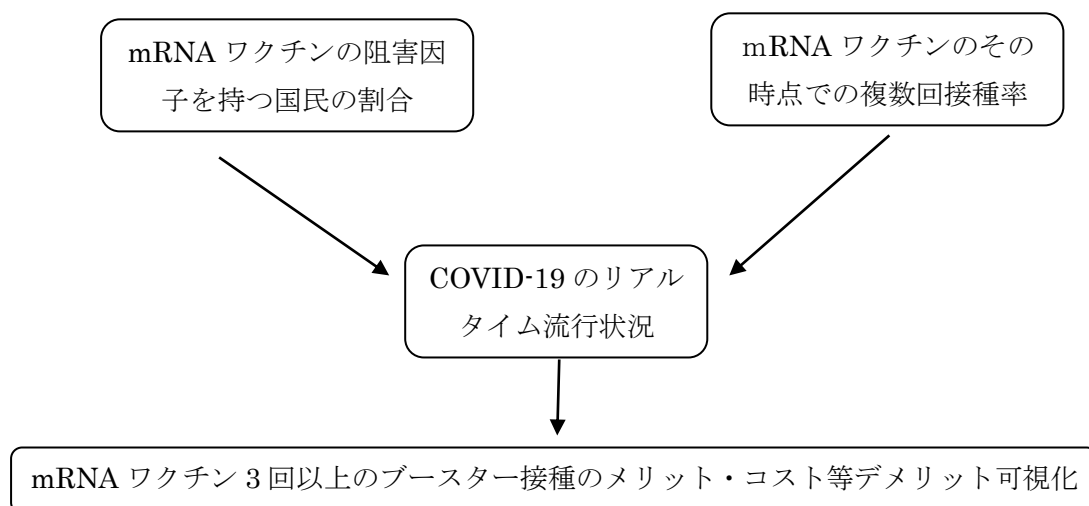 mRNA ワクチンの阻害因
子を持つ国民の割合
mRNA ワクチンのその
時点での複数回接種率
COVID-19 のリアル
タイム流行状況
mRNA ワクチン 3 回以上のブースター接種のメリット・コスト等デメリット可視化